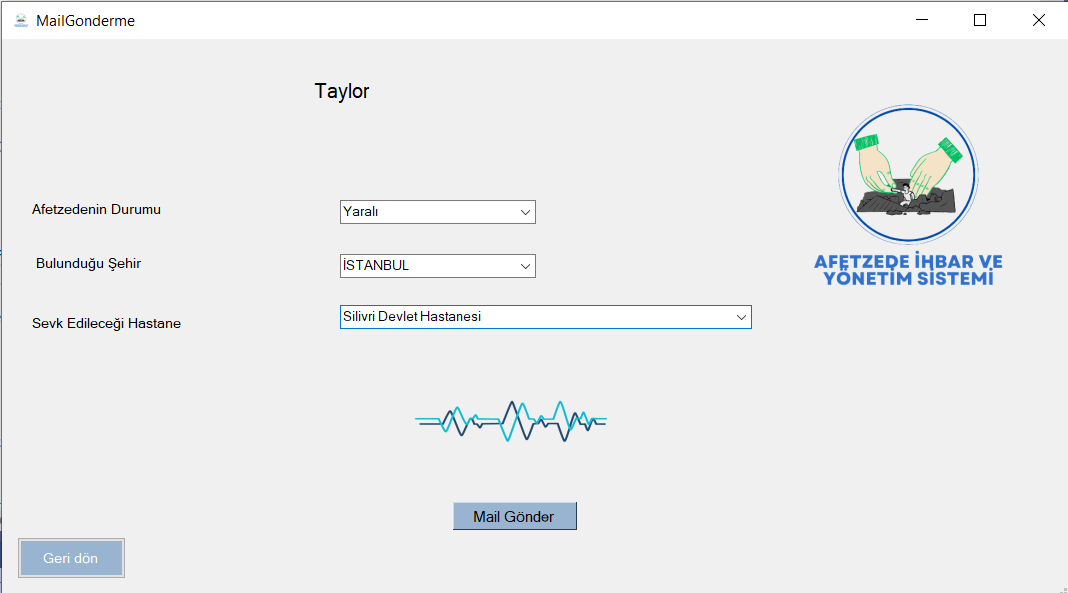 MailGonderme
Taylor
Afetzedenin Durumu
Yaralı
Bulunduğu Şehir
İSTANBUL
Sevk Edileceği Hastane
Silivri Devlet Hastanesi
AFETZEDE İHBAR VE
YÖNETİM SİSTEMİ
Mail Gönder
Geri dön